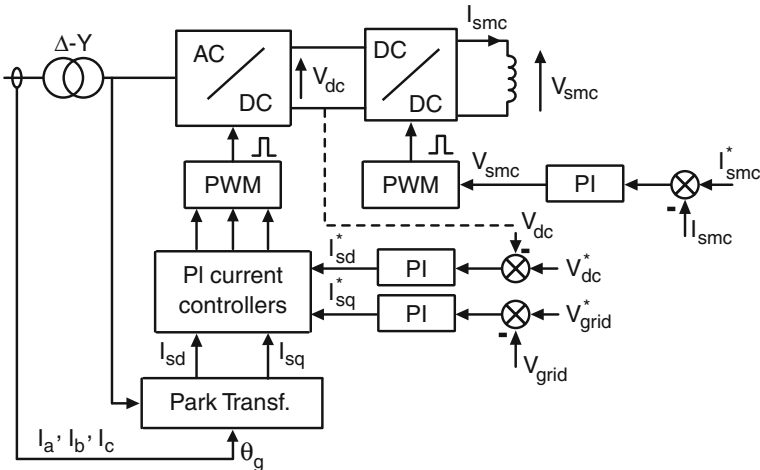 Δ-Y
AC
DC
V_dc
DC
DC
I_smc
V_smc
PWM
PWM
V_smc
PI
I*_smc
I_smc
V_dc
PI current
controllers
I*_sd
PI
V*_dc
I*_sq
PI
V*_grid
V_grid
I_sd
I_sq
Park Transf.
I_a, I_b, I_c
θ_g